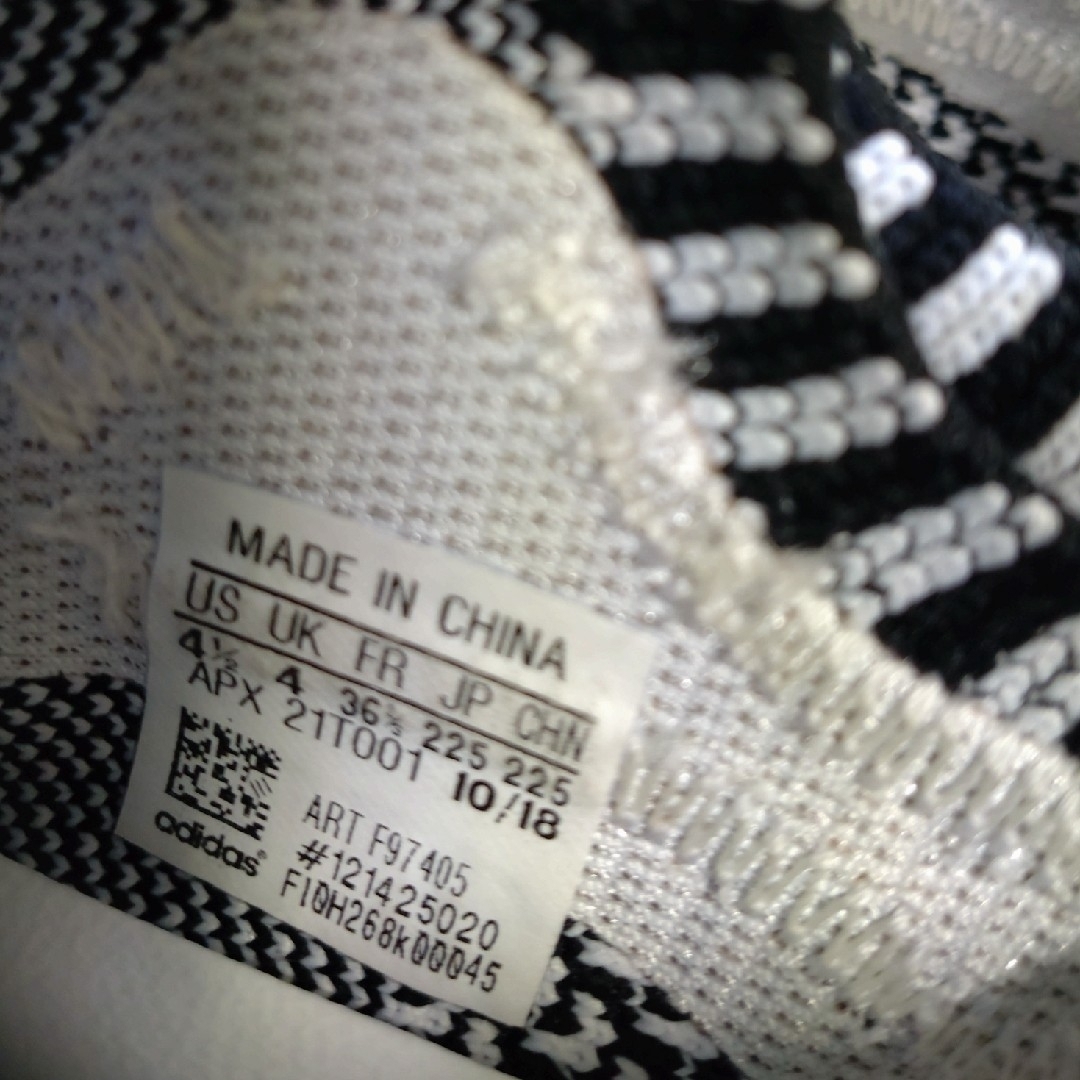 MADE IN CHINA
US UK FR JP CHN
4½ 4 36⅔ 225 225
APX 21T001 10/18
ART F97405
#121425020
FIQH268kQQQ45
adidas®